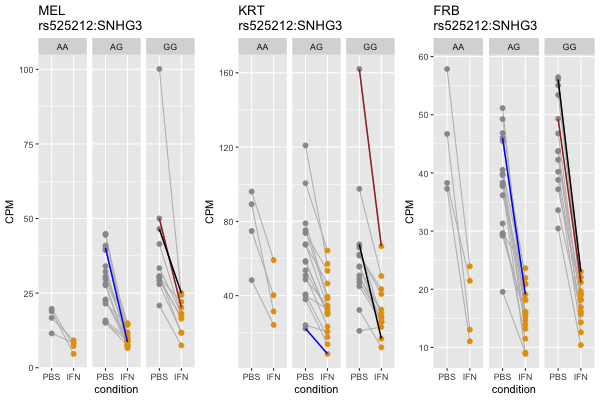 MEL
rs525212:SNHG3
AA AG GG
CPM
100
75
50
25
0
PBS IFN PBS IFN PBS IFN
condition
KRT
rs525212:SNHG3
AA AG GG
CPM
160
120
80
40
PBS IFN PBS IFN PBS IFN
condition
FRB
rs525212:SNHG3
AA AG GG
CPM
60
50
40
30
20
10
PBS IFN PBS IFN PBS IFN
condition